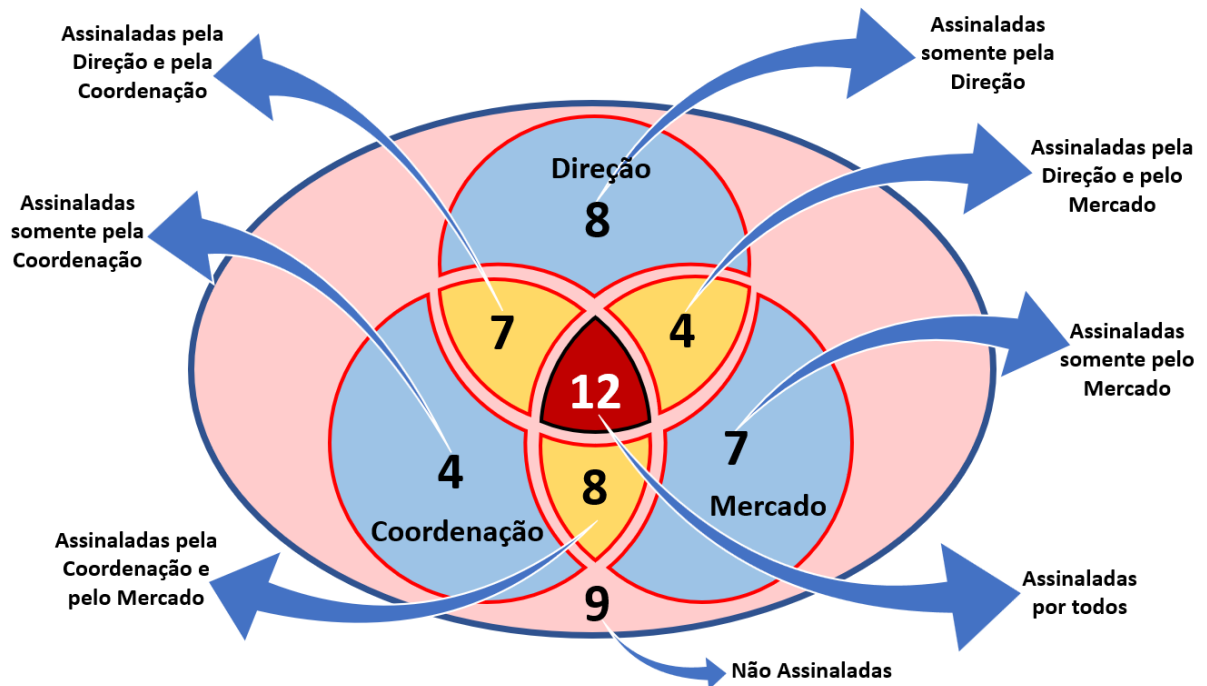 Assinaladas pela
Direção e pela
Coordenação
Assinaladas
somente pela
Direção
Assinaladas pela
Direção e pelo
Mercado
Assinaladas
somente pela
Coordenação
Direção
8
7
4
12
Assinaladas
somente pelo
Mercado
4
Coordenação
8
7
Mercado
Assinaladas pela
Coordenação e
pelo Mercado
9
Assinaladas
por todos
Não Assinaladas